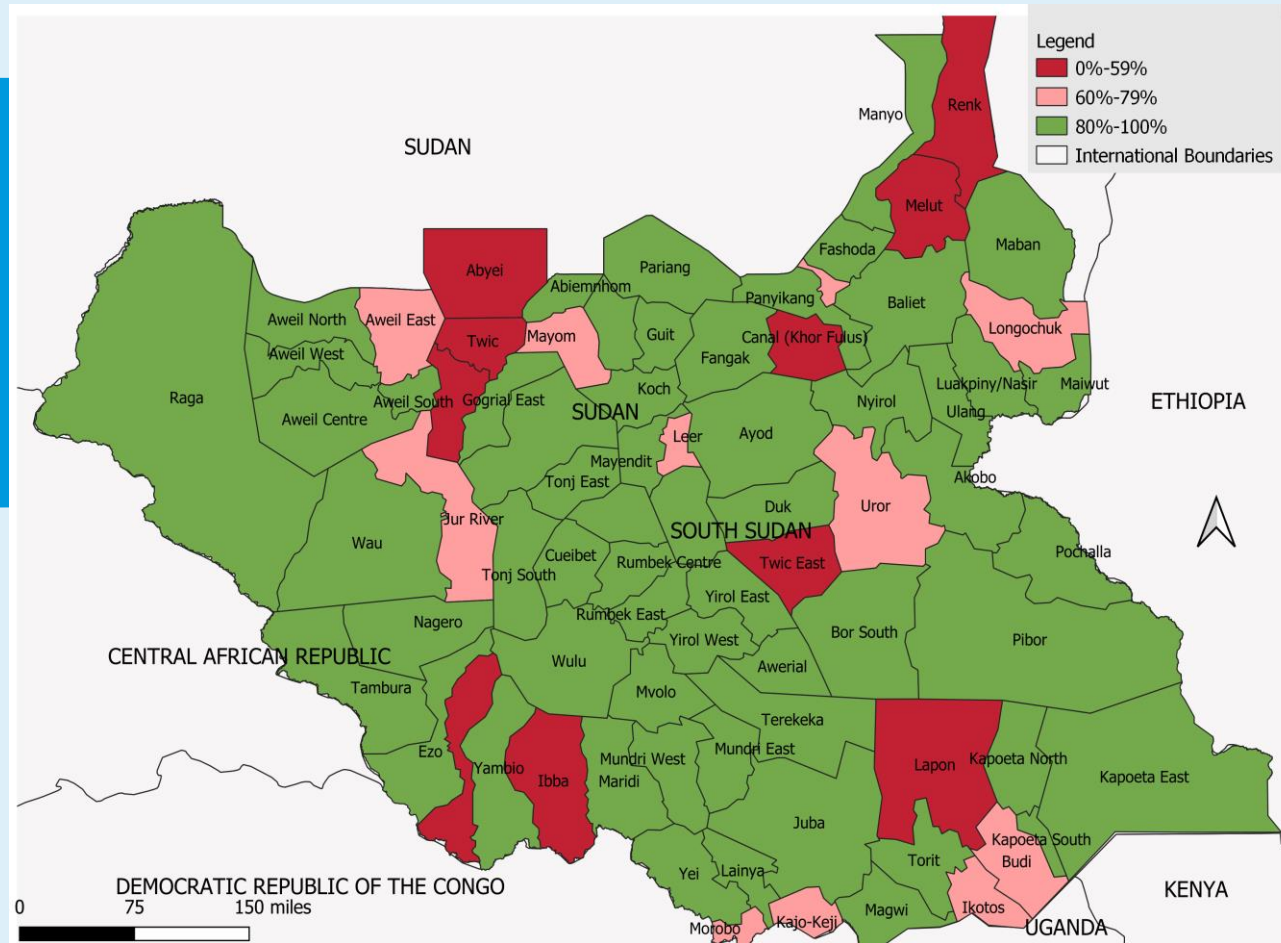 Legend
0%-59%
60%-79%
80%-100%
International Boundaries
Renk
Manyo
SUDAN
Melut
Maban
Fashoda
Pariang
Abyei
Abiemnhom
Panyikang
Baliet
Aweil North
Aweil East
Longochuk
Twic
Mayom
Guit
Canal (Khor Fulus)
Aweil West
Fangak
Luakpiny/Nasir
Maiwut
Koch
Raga
Aweil South
Gogrial East
Nyirol
ETHIOPIA
SUDAN
Ulang
Aweil Centre
Ayod
Leer
Mayendit
Akobo
Tonj East
Uror
Duk
Jur River
SOUTH SUDAN
Wau
Cueibet
Pochalla
Rumbek Centre
Twic East
Tonj South
Yirol East
Rumbek East
Nagero
Bor South
Yirol West
Pibor
CENTRAL AFRICAN REPUBLIC
Wulu
Awerial
Tambura
Mvolo
Terekeka
Ezo
Mundri East
Mundri West
Kapoeta North
Yambio
Lapon
Ibba
Maridi
Kapoeta East
Juba
Kapoeta South
Torit
Budi
Lainya
Yei
DEMOCRATIC REPUBLIC OF THE CONGO
KENYA
0 75 150 miles
Magwi
Ikotos
Kajo-Keji
Morobo
UGANDA